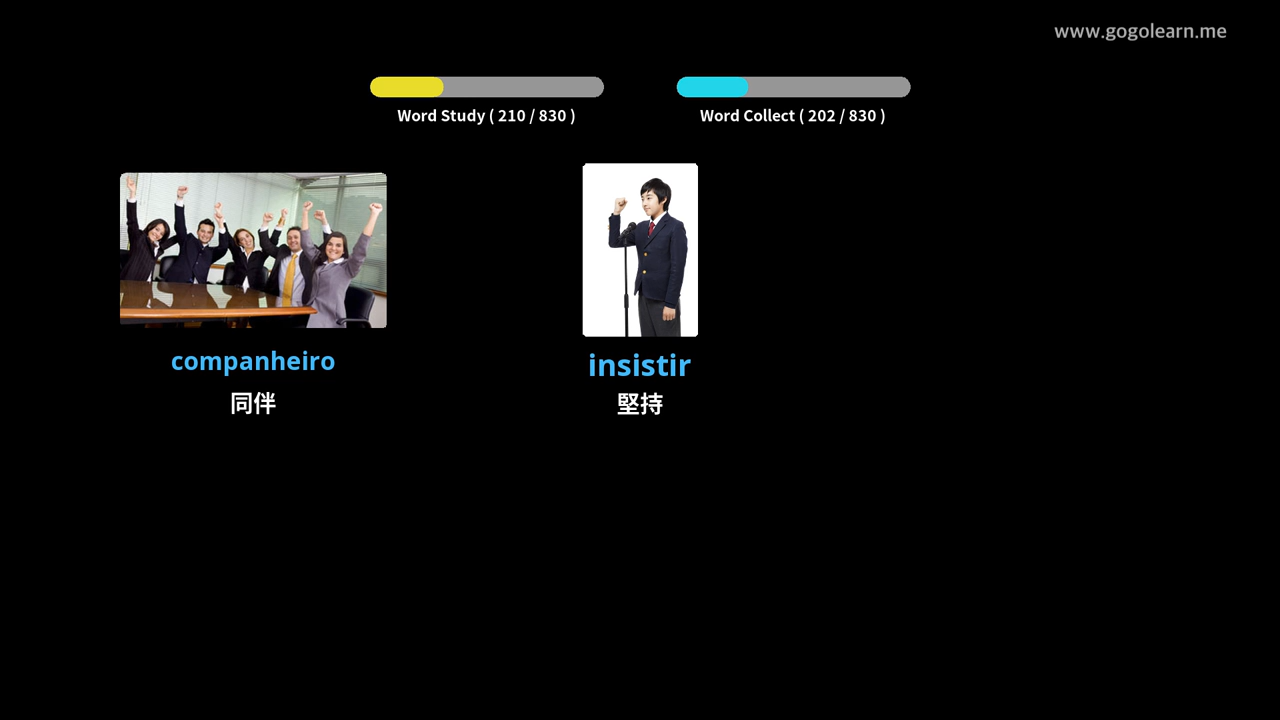 www.gogolearn.me
Word Study ( 210 / 830 )
Word Collect ( 202 / 830 )
companheiro
同伴
insistir
堅持